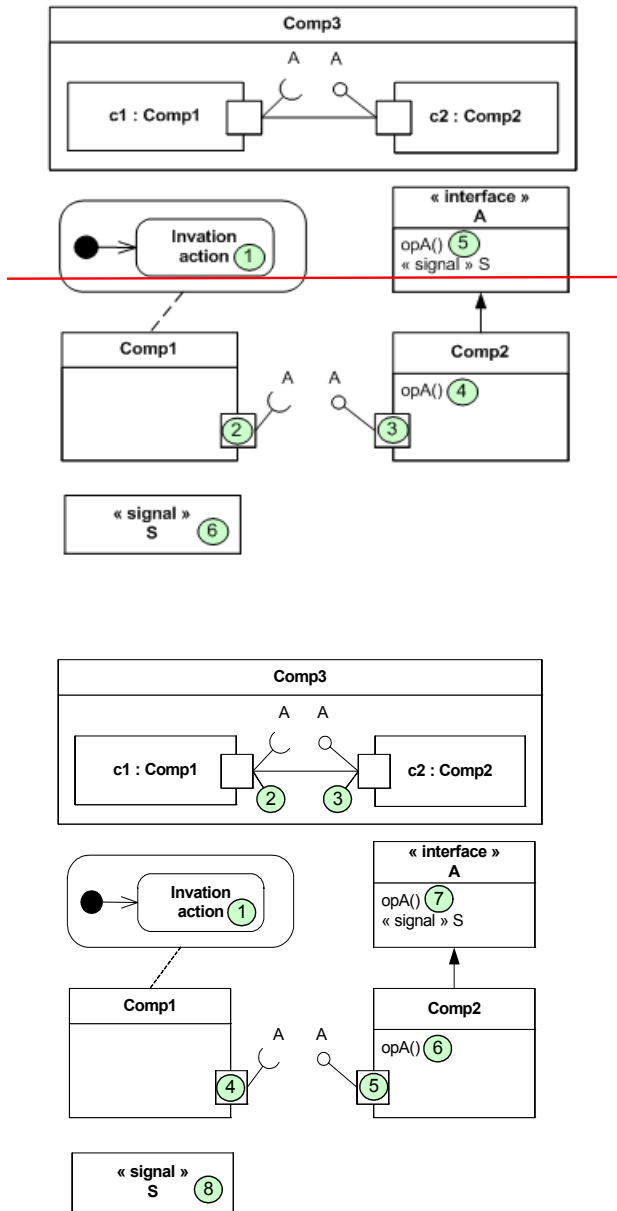 Comp3
A A
c1 : Comp1 c2 : Comp2
« interface »
A
Invation
action 1
opA() 5
« signal » S
Comp1 Comp2
A A
opA() 4
2 3
« signal »
S 6
Comp3
A A
c1 : Comp1 c2 : Comp2
2 3
« interface »
A
Invation
action 1
opA() 7
« signal » S
Comp1 Comp2
A A
opA() 6
4 5
« signal »
S 8